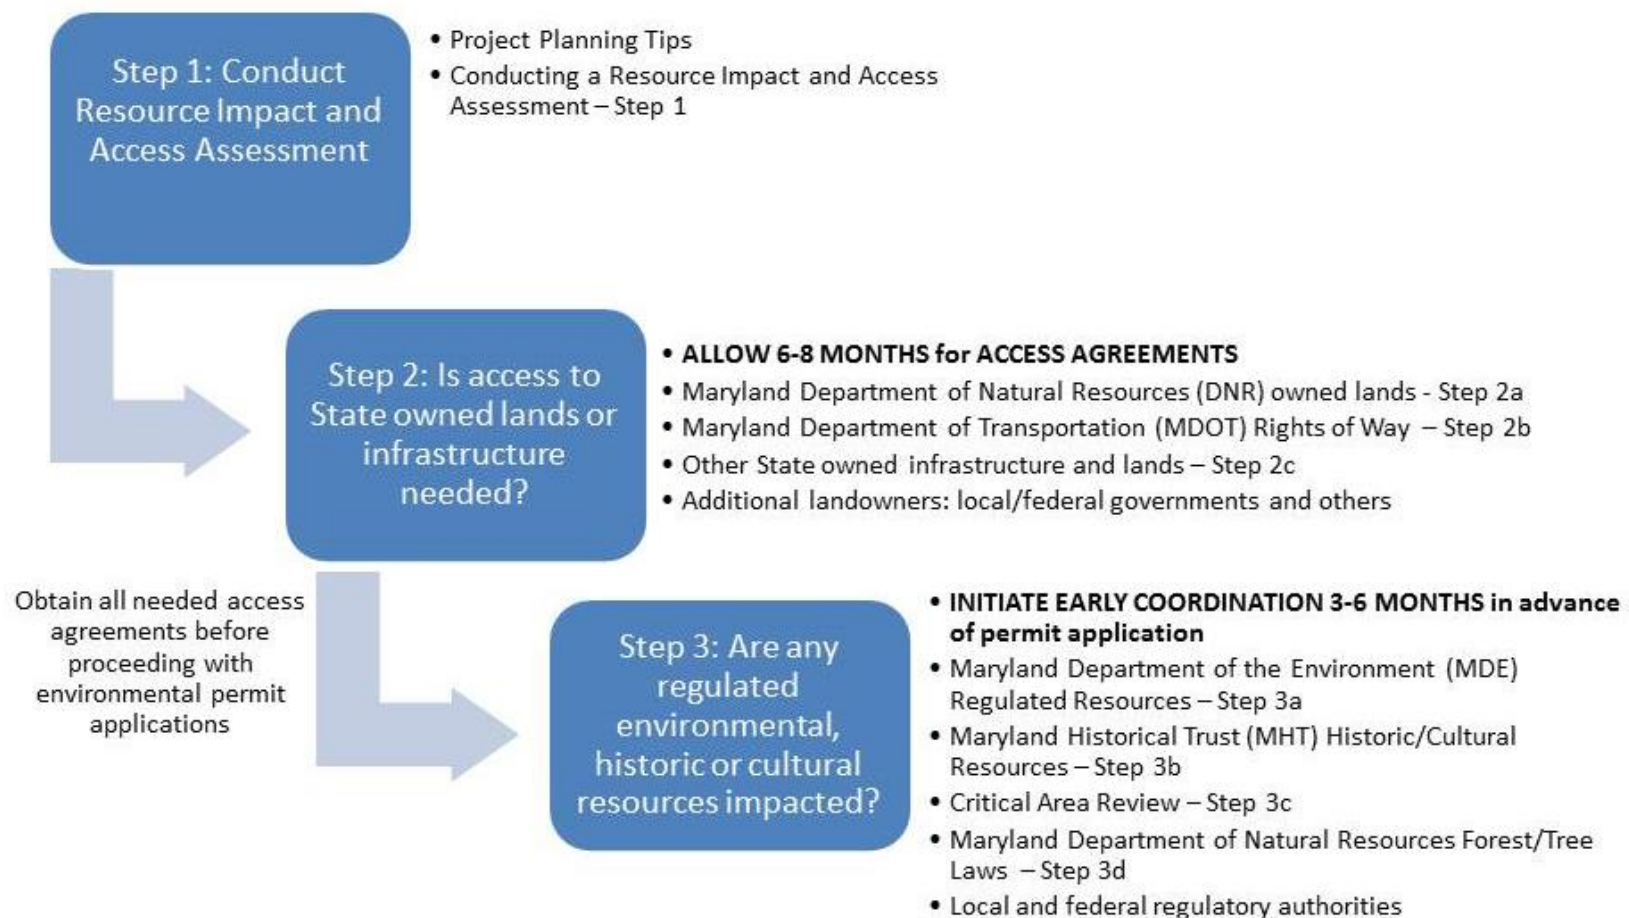 Step 1: Conduct
Resource Impact and
Access Assessment
• Project Planning Tips
• Conducting a Resource Impact and Access
Assessment – Step 1
Step 2: Is access to
State owned lands or
infrastructure
needed?
• ALLOW 6-8 MONTHS for ACCESS AGREEMENTS
• Maryland Department of Natural Resources (DNR) owned lands - Step 2a
• Maryland Department of Transportation (MDOT) Rights of Way – Step 2b
• Other State owned infrastructure and lands – Step 2c
• Additional landowners: local/federal governments and others
Obtain all needed access
agreements before
proceeding with
environmental permit
applications
Step 3: Are any
regulated
environmental,
historic or cultural
resources impacted?
• INITIATE EARLY COORDINATION 3-6 MONTHS in advance
of permit application
• Maryland Department of the Environment (MDE)
Regulated Resources – Step 3a
• Maryland Historical Trust (MHT) Historic/Cultural
Resources – Step 3b
• Critical Area Review – Step 3c
• Maryland Department of Natural Resources Forest/Tree
Laws – Step 3d
• Local and federal regulatory authorities